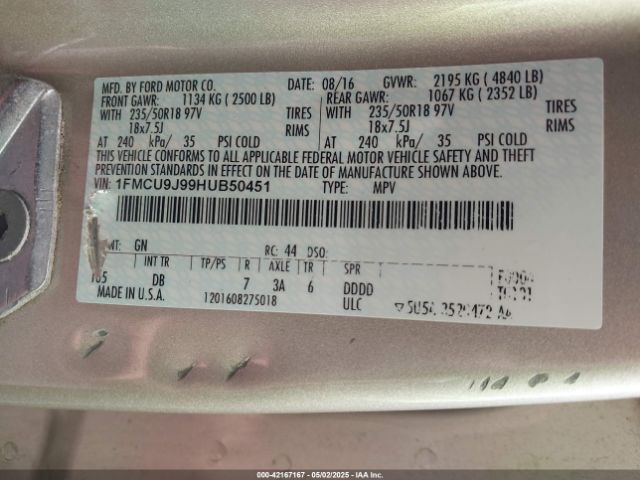 MFD. BY FORD MOTOR CO. DATE: 08/16 GVWR: 2195 KG ( 4840 LB)
FRONT GAWR: 1134 KG ( 2500 LB) REAR GAWR: 1067 KG ( 2352 LB)
WITH 235/50R18 97V TIRES WITH 235/50R18 97V TIRES
18x7.5J RIMS 18x7.5J RIMS
AT 240 kPa/ 35 PSI COLD AT 240 kPa/ 35 PSI COLD
THIS VEHICLE CONFORMS TO ALL APPLICABLE FEDERAL MOTOR VEHICLE SAFETY AND THEFT
PREVENTION STANDARDS IN EFFECT ON THE DATE OF MANUFACTURE SHOWN ABOVE.
VIN: 1FMCU9J99HUB50451 TYPE: MPV
GN RC: 44 DSO:
INT TR TP/PS R AXLE TR SPR
DB 7 3A 6 DDDD
MADE IN U.S.A. 1201608275018 ULC
000-42167167 - 05/02/2025 - IAAI.com